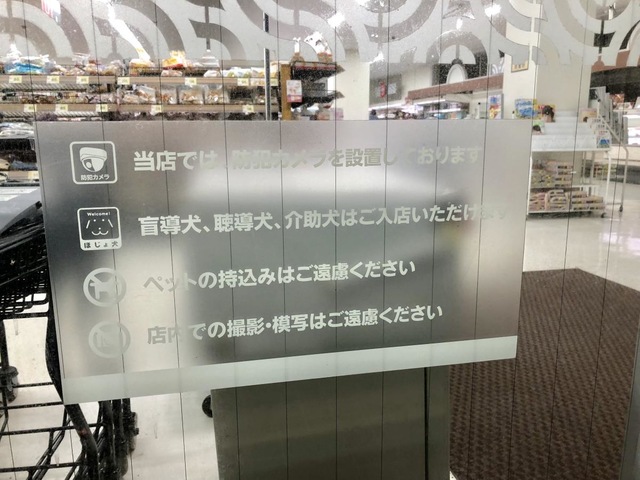 防犯カメラ
当店では、防犯カメラを設置しております
Welcome!
ほじょ犬
盲導犬、聴導犬、介助犬はご入店いただけます
ペットの持込みはご遠慮ください
店内での撮影・模写はご遠慮ください